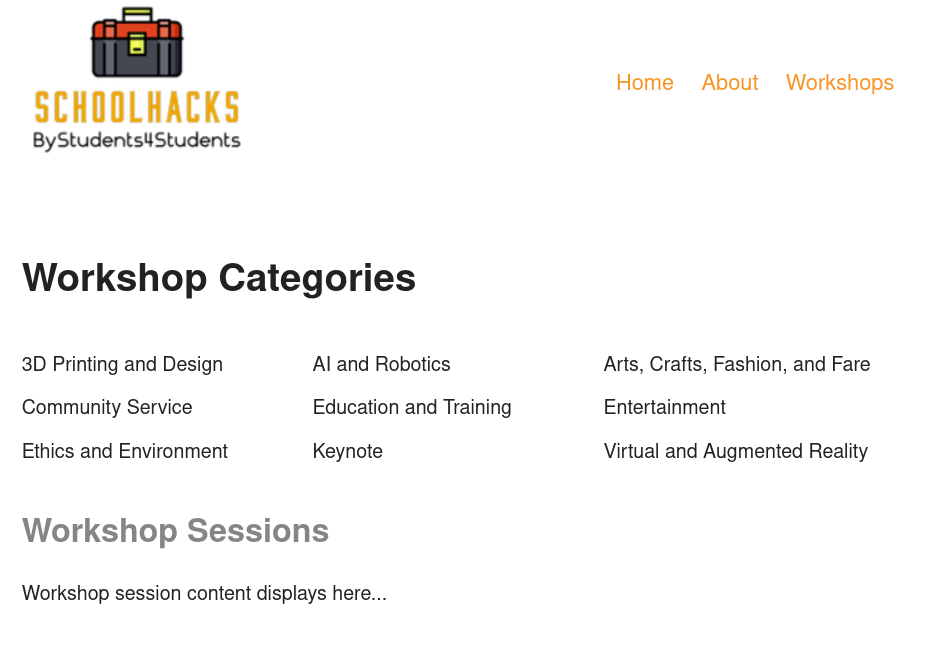 SCHOOLHACKS
ByStudents4Students
Home About Workshops
Workshop Categories
3D Printing and Design AI and Robotics Arts, Crafts, Fashion, and Fare
Community Service Education and Training Entertainment
Ethics and Environment Keynote Virtual and Augmented Reality
Workshop Sessions
Workshop session content displays here...